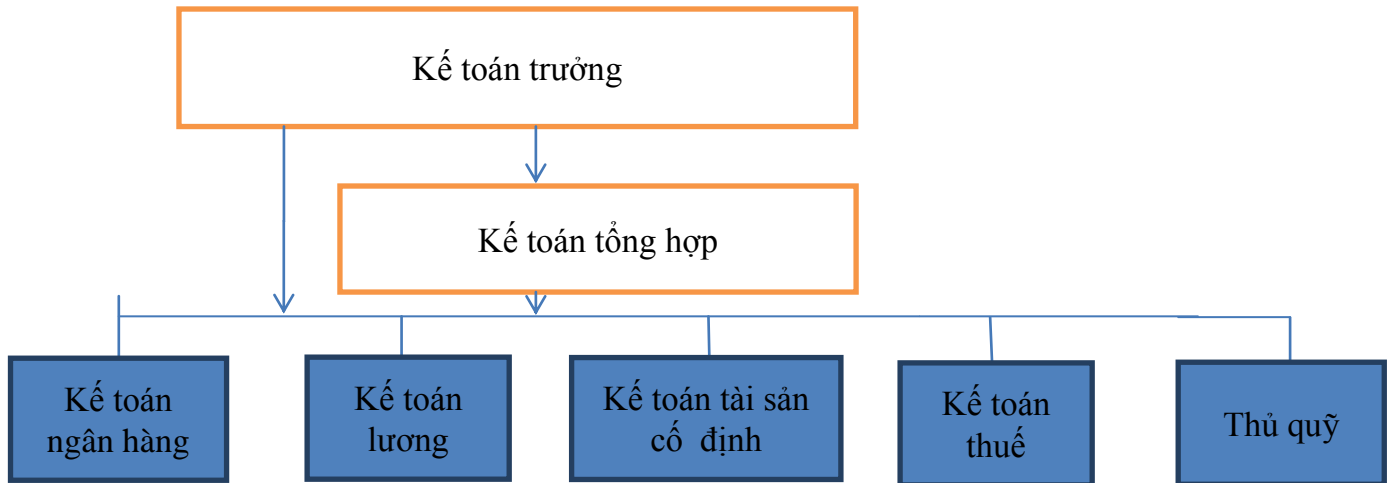 Kế toán trưởng
Kế toán tổng hợp
Kế toán
ngân hàng
Kế toán
lương
Kế toán tài sản
cố định
Kế toán
thuế
Thủ quỹ